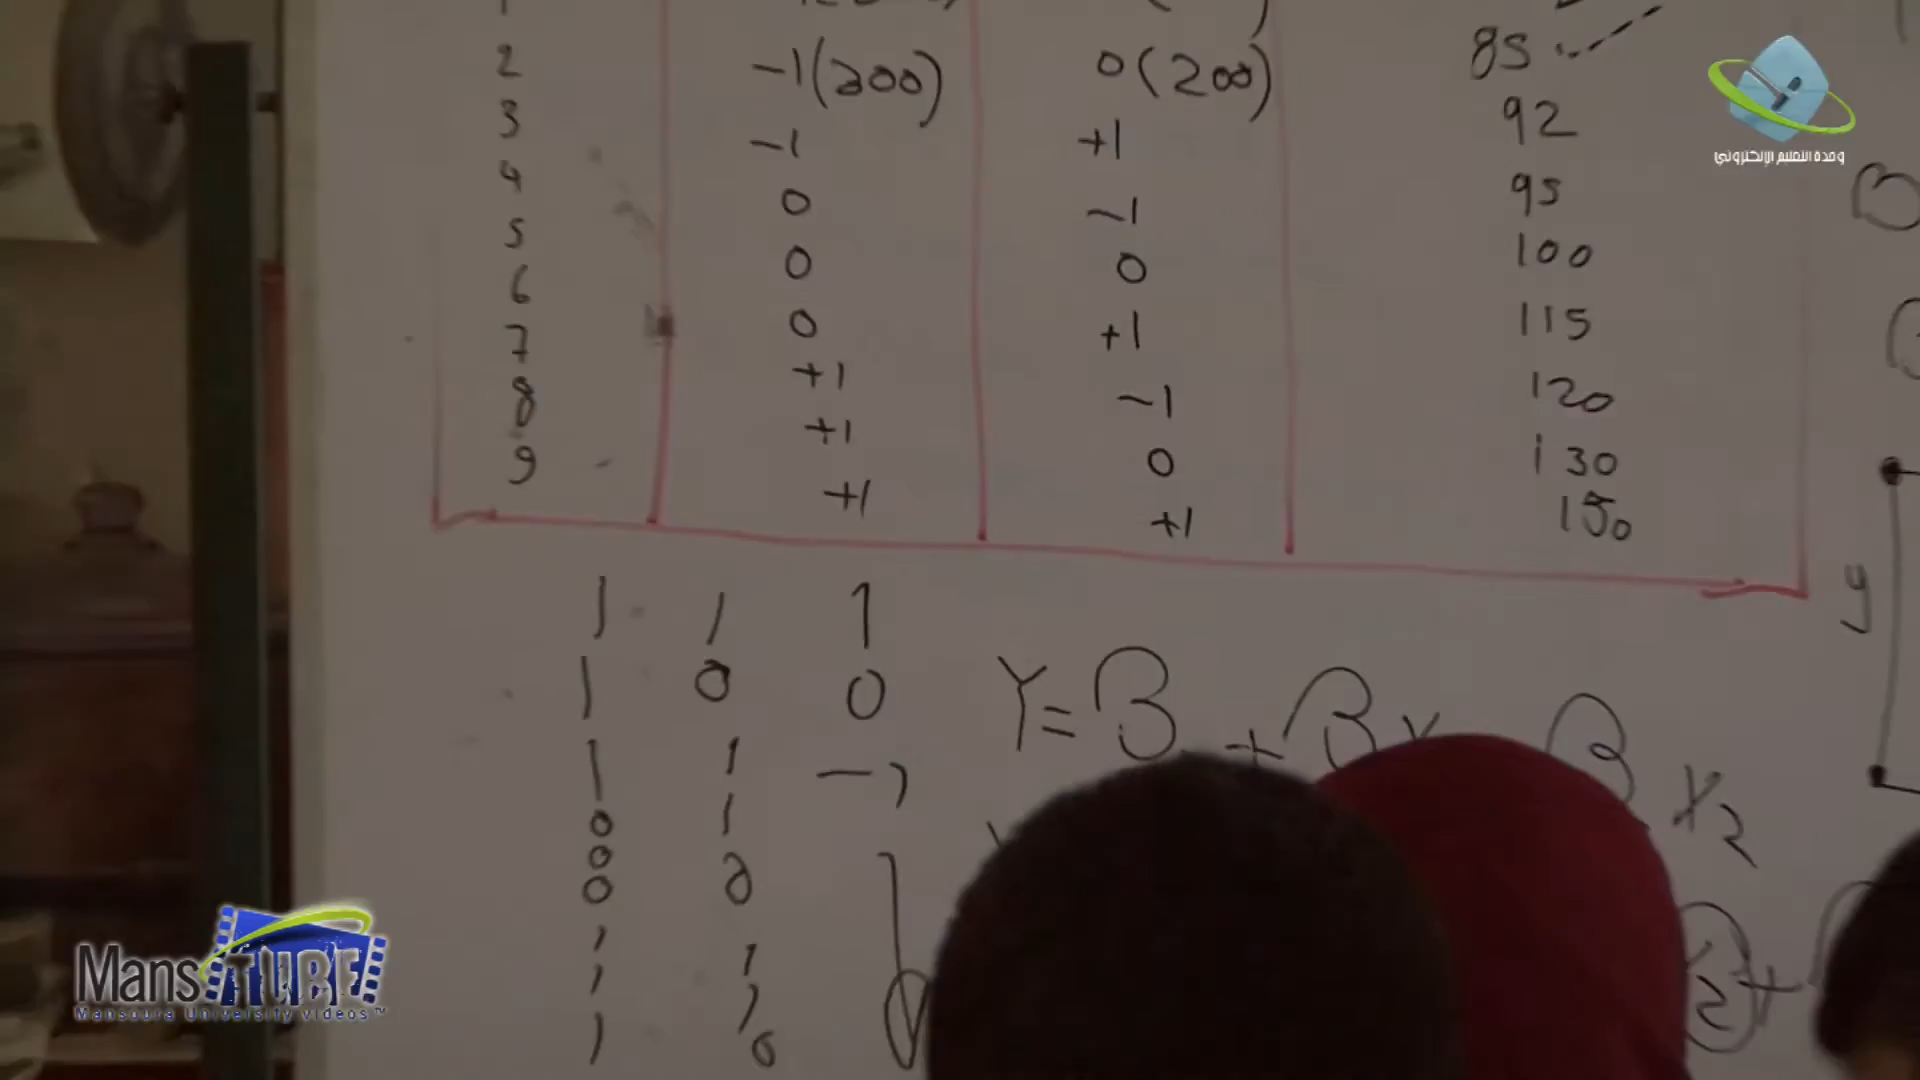 2 -1(200) 0(200) 85
3 -1 +1 92
4 0 -1 95
5 0 0 100
6 0 +1 115
7 +1 -1 120
8 +1 0 130
9 +1 +1 150
وحدة التعليم الإلكتروني
1 1 1
1 0 0
1 1 -1
0 1
0
0 0
1 1
1 1
1 0
Y= B + B X B X2
y
Mans TUBE
Mansoura University videos™